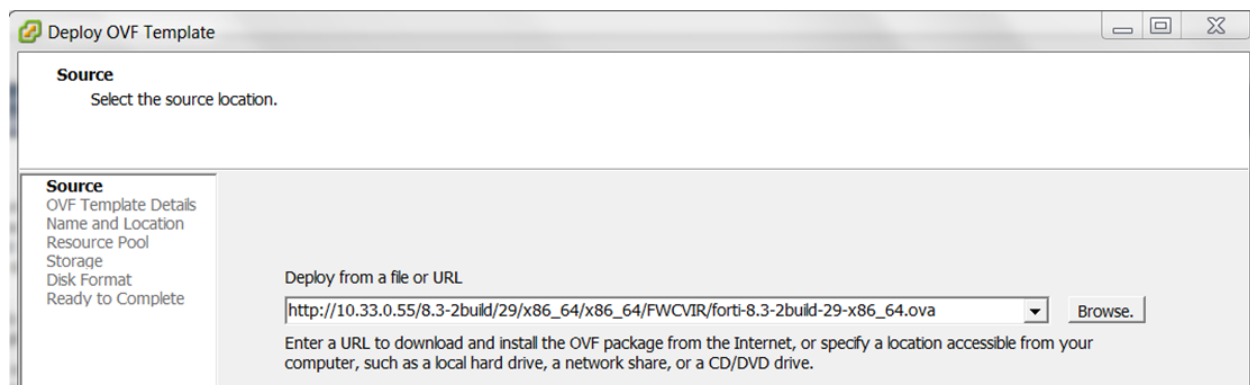 Deploy OVF Template
Source
Select the source location.
Source
OVF Template Details
Name and Location
Resource Pool
Storage
Disk Format
Ready to Complete
Deploy from a file or URL
http://10.33.0.55/8.3-2build/29/x86_64/x86_64/FWCVIR/forti-8.3-2build-29-x86_64.ova
Browse.
Enter a URL to download and install the OVF package from the Internet, or specify a location accessible from your
computer, such as a local hard drive, a network share, or a CD/DVD drive.